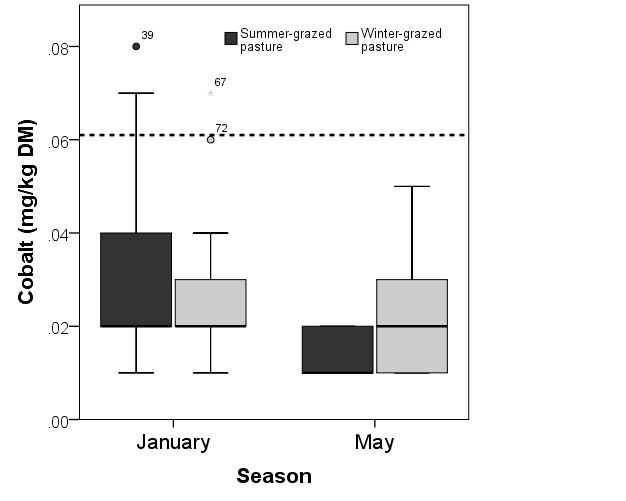 39
.08
Summer-grazed
pasture
Winter-grazed
pasture
67
72
.06
.04
.02
.00
Cobalt (mg/kg DM)
January
May
Season